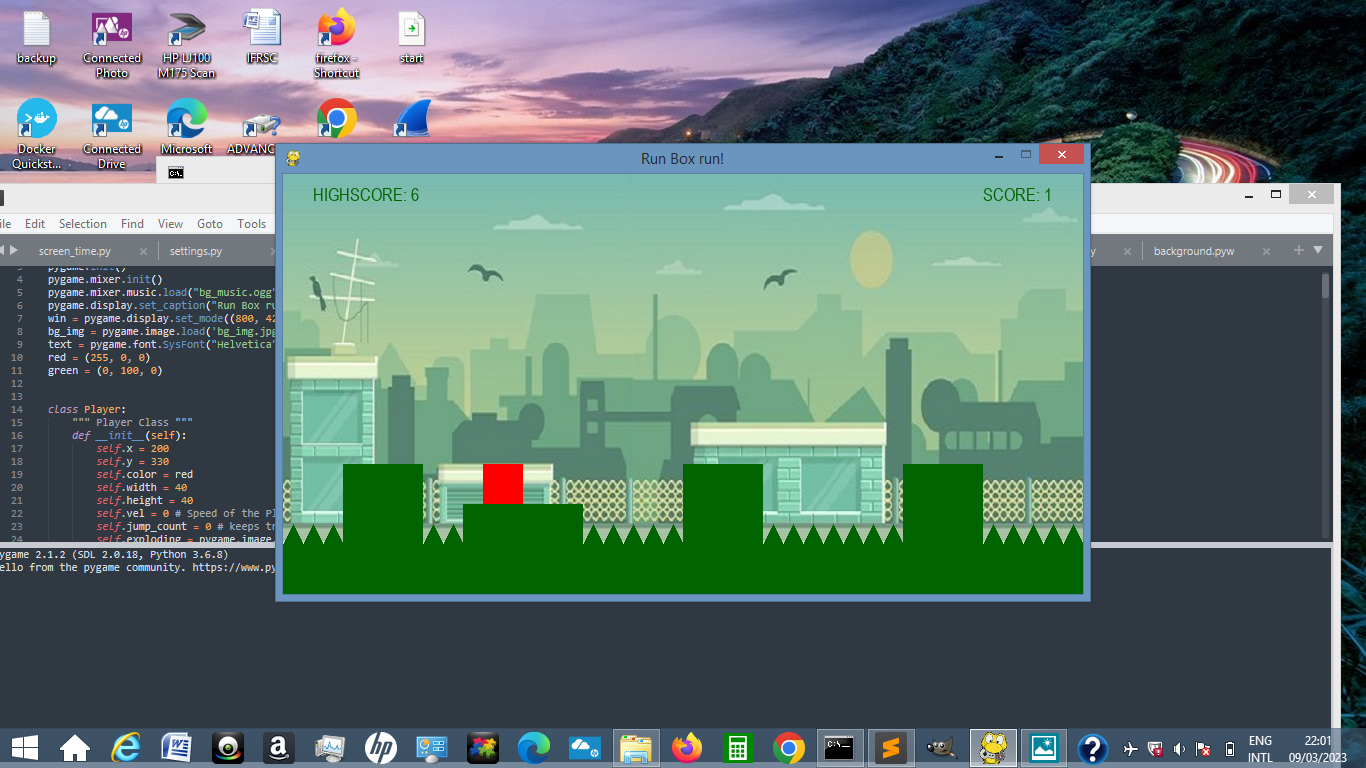 backup
Connected Photo
HP LJ100 M175 Scan
IFRSC
firefox - Shortcut
start
Docker Quickst...
Connected Drive
Microsoft
ADVANC
Run Box run!
HIGHSCORE: 6
SCORE: 1
Edit Selection Find View Goto Tools
screen_time.py
settings.py
background.pyw
4 pygame.mixer.init()
5 pygame.mixer.music.load("bg_music.ogg"
6 pygame.display.set_caption("Run Box ru
7 win = pygame.display.set_mode((800, 42
8 bg_img = pygame.image.load('bg_img.jpg
9 text = pygame.font.SysFont("Helvetica"
10 red = (255, 0, 0)
11 green = (0, 100, 0)
12
13
14 class Player:
15 """ Player Class """
16 def __init__(self):
17 self.x = 200
18 self.y = 330
19 self.color = red
20 self.width = 40
21 self.height = 40
22 self.vel = 0 # Speed of the Pl
23 self.jump_count = 0 # keeps tr
24 self.exploding = pygame.image
ygame 2.1.2 (SDL 2.0.18, Python 3.6.8)
ello from the pygame community. https://www.py
ENG
INTL
22:01
09/03/2023